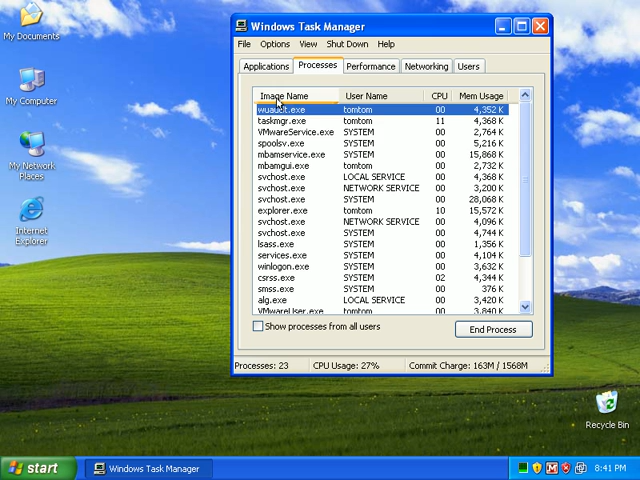 My Documents
My Computer
My Network
Places
Internet
Explorer
Windows Task Manager
File Options View Shut Down Help
Applications Processes Performance Networking Users
Image Name User Name CPU Mem Usage
wuauclt.exe tomtom 00 4,352 K
taskmgr.exe tomtom 11 4,368 K
VMwareService.exe SYSTEM 00 2,764 K
spoolsv.exe SYSTEM 00 5,216 K
mbamservice.exe SYSTEM 00 15,868 K
mbamgui.exe tomtom 00 2,732 K
svchost.exe LOCAL SERVICE 00 4,368 K
svchost.exe NETWORK SERVICE 00 3,200 K
svchost.exe SYSTEM 00 28,068 K
explorer.exe tomtom 10 15,572 K
svchost.exe NETWORK SERVICE 00 4,096 K
svchost.exe SYSTEM 00 4,744 K
lsass.exe SYSTEM 00 1,356 K
services.exe SYSTEM 00 4,104 K
winlogon.exe SYSTEM 00 3,632 K
csrss.exe SYSTEM 02 4,344 K
smss.exe SYSTEM 00 376 K
alg.exe LOCAL SERVICE 00 3,420 K
VMwareUser.exe tomtom 00 3,840 K
Show processes from all users
End Process
Processes: 23 CPU Usage: 27% Commit Charge: 163M / 1568M
Recycle Bin
start Windows Task Manager 8:41 PM